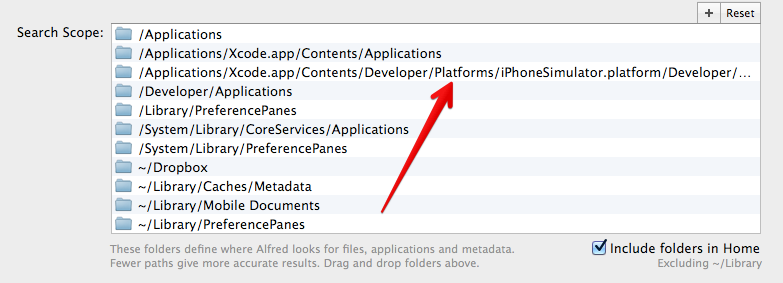 + Reset
Search Scope:
/Applications
/Applications/Xcode.app/Contents/Applications
/Applications/Xcode.app/Contents/Developer/Platforms/iPhoneSimulator.platform/Developer/...
/Developer/Applications
/Library/PreferencePanes
/System/Library/CoreServices/Applications
/System/Library/PreferencePanes
~/Dropbox
~/Library/Caches/Metadata
~/Library/Mobile Documents
~/Library/PreferencePanes
These folders define where Alfred looks for files, applications and metadata.
Fewer paths give more accurate results. Drag and drop folders above.
Include folders in Home
Excluding ~/Library